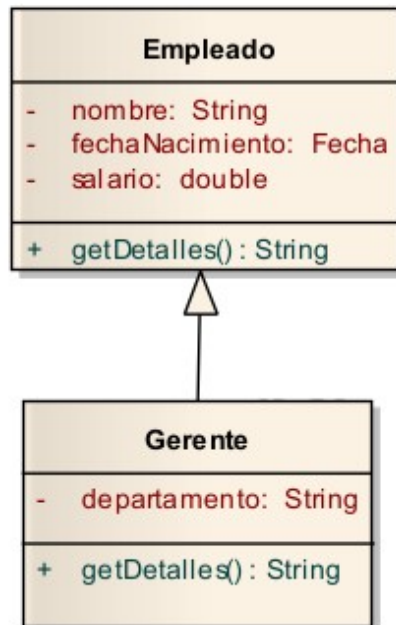 Empleado
- nombre: String
- fechaNacimiento: Fecha
- salario: double
+ getDetalles() : String
Gerente
- departamento: String
+ getDetalles() : String